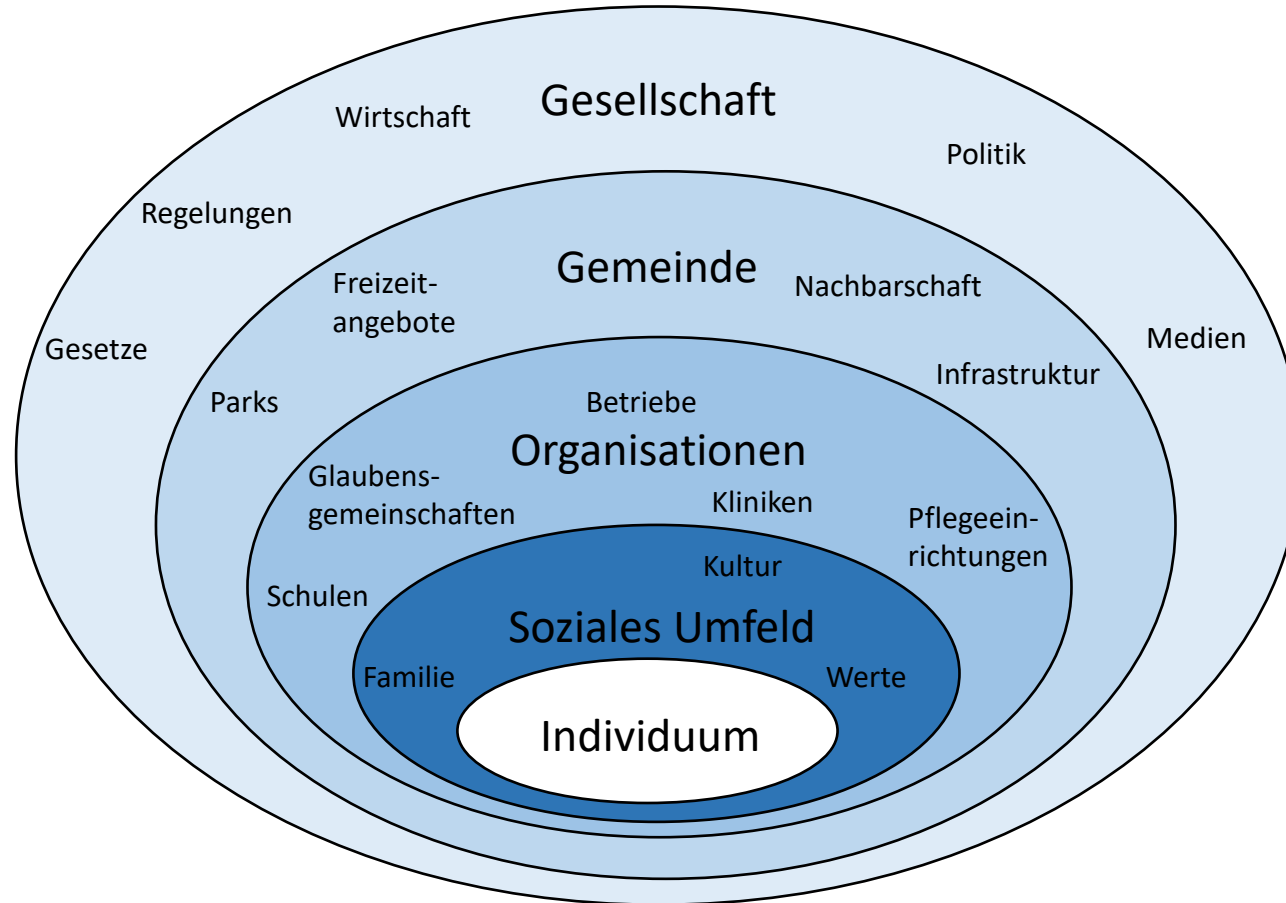 Gesellschaft
Wirtschaft
Politik
Regelungen
Gesetze
Medien
Gemeinde
Freizeit-
angebote
Nachbarschaft
Parks
Infrastruktur
Betriebe
Organisationen
Glaubens-
gemeinschaften
Kliniken
Pflegeein-
richtungen
Schulen
Kultur
Soziales Umfeld
Familie
Werte
Individuum